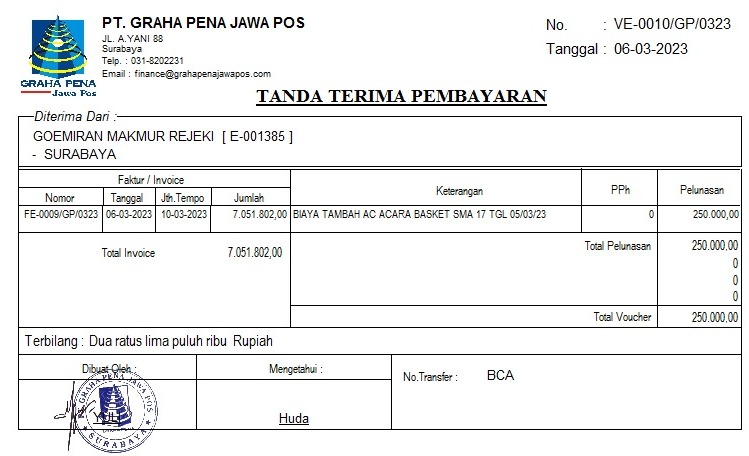 PT. GRAHA PENA JAWA POS
JL. A.YANI 88
Surabaya
Telp. : 031-8202231
Email : finance@grahapenajawapos.com
GRAHA PENA
Jawa Pos
No. : VE-0010/GP/0323
Tanggal : 06-03-2023
TANDA TERIMA PEMBAYARAN
Diterima Dari :
GOEMIRAN MAKMUR REJEKI [ E-001385 ]
- SURABAYA
Faktur / Invoice Keterangan PPh Pelunasan
Nomor Tanggal Jth.Tempo Jumlah
FE-0009/GP/0323 06-03-2023 10-03-2023 7.051.802,00 BIAYA TAMBAH AC ACARA BASKET SMA 17 TGL 05/03/23 0 250.000,00
Total Invoice 7.051.802,00 Total Pelunasan 250.000,00
0
0
0
Total Voucher 250.000,00
Terbilang : Dua ratus lima puluh ribu Rupiah
Dibuat Oleh : Mengetahui : No.Transfer : BCA
PT. GRAHA PENA JAWA POS
SURABAYA
Huda